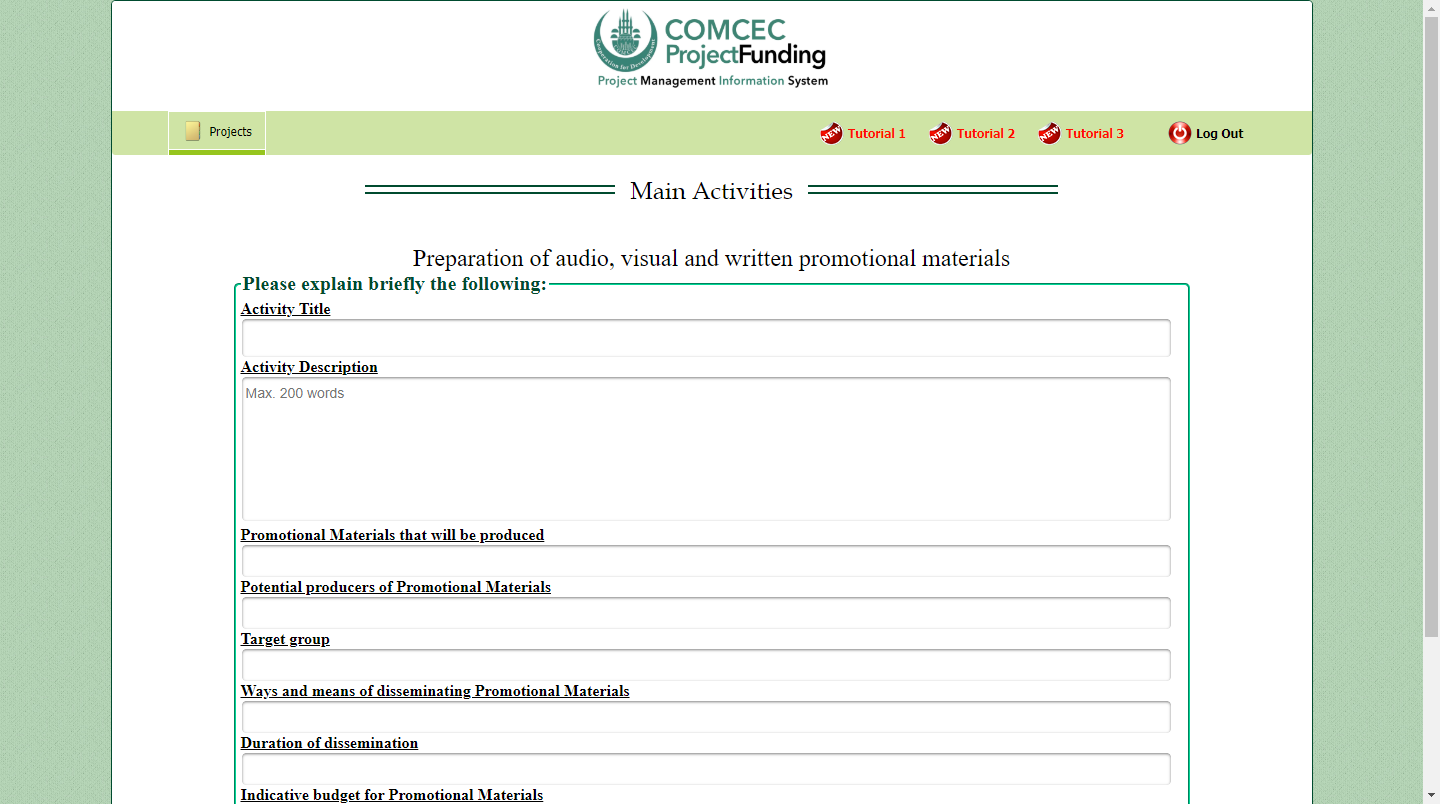 COMCEC
ProjectFunding
Cooperation for Development
Project Management Information System
Projects
NEW Tutorial 1
NEW Tutorial 2
NEW Tutorial 3
Log Out
Main Activities
Preparation of audio, visual and written promotional materials
Please explain briefly the following:
Activity Title
Activity Description
Max. 200 words
Promotional Materials that will be produced
Potential producers of Promotional Materials
Target group
Ways and means of disseminating Promotional Materials
Duration of dissemination
Indicative budget for Promotional Materials